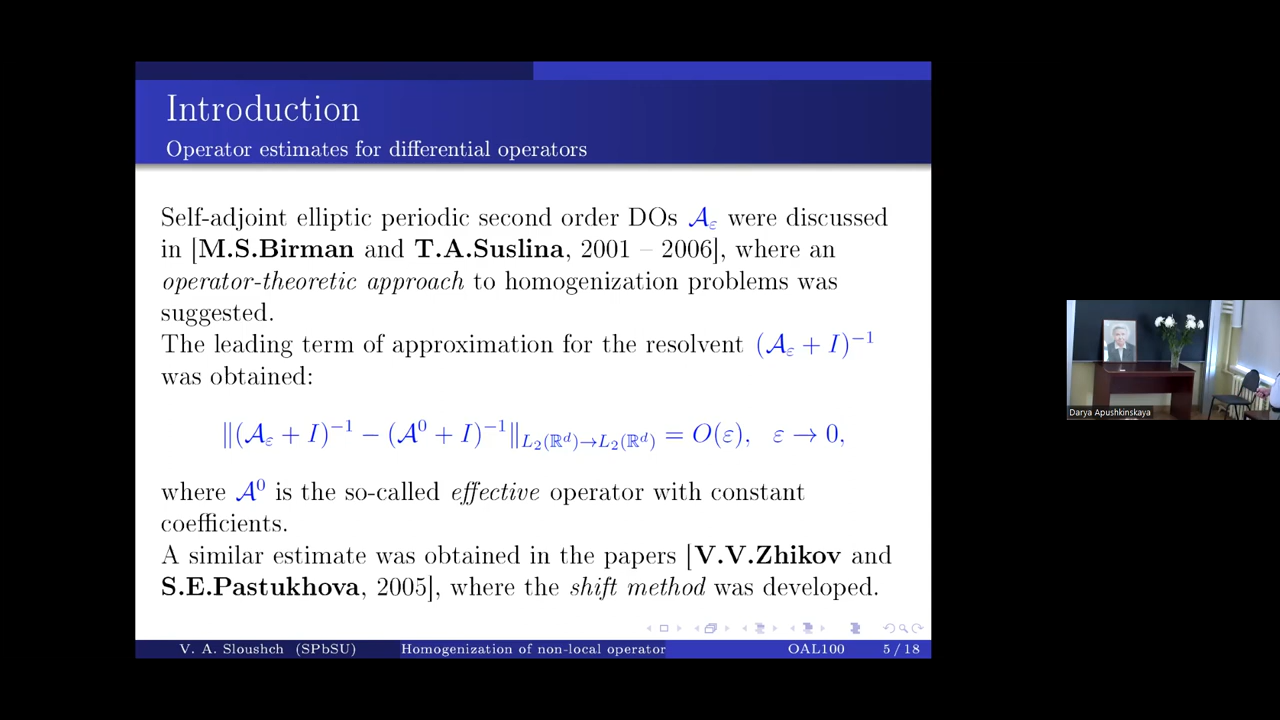 Introduction
Operator estimates for differential operators
Self-adjoint elliptic periodic second order DOs 𝒜_ε were discussed
in [M.S.Birman and T.A.Suslina, 2001 – 2006], where an
operator-theoretic approach to homogenization problems was
suggested.
The leading term of approximation for the resolvent (𝒜_ε + I)^{−1}
was obtained:
‖(𝒜_ε + I)^{−1} − (𝒜^0 + I)^{−1}‖_{L_2(ℝ^d)→L_2(ℝ^d)} = O(ε), ε → 0,
where 𝒜^0 is the so-called effective operator with constant
coefficients.
A similar estimate was obtained in the papers [V.V.Zhikov and
S.E.Pastukhova, 2005], where the shift method was developed.
V. A. Sloushch (SPbSU) Homogenization of non-local operator OAL100 5 / 18
Darya Apushkinskaya